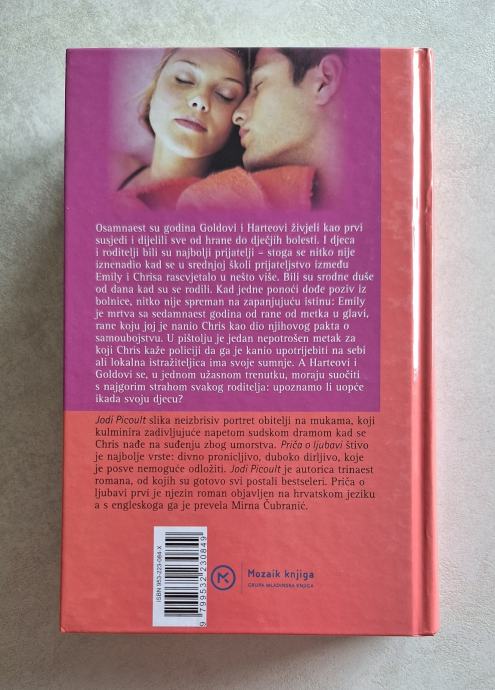 Osamnaest su godina Goldovi i Harteovi živjeli kao prvi
susjedi i dijelili sve od hrane do dječjih bolesti. I djeca
i roditelji bili su najbolji prijatelji – stoga se nitko nije
iznenadio kad se u srednjoj školi prijateljstvo između
Emily i Chrisa rascvjetalo u nešto više. Bili su srodne duše
od dana kad su se rodili. Kad jedne ponoći dođe poziv iz
bolnice, nitko nije spreman na zapanjujuću istinu: Emily
je mrtva sa sedamnaest godina od rane od metka u glavi,
rane koju joj je nanio Chris kao dio njihovog pakta o
samoubojstvu. U pištolju je jedan nepotrošen metak za
koji Chris kaže policiji da ga je kanio upotrijebiti na sebi
ali lokalna istražiteljica ima svoje sumnje. A Harteovi i
Goldovi se, u jednom užasnom trenutku, moraju suočiti
s najgorim strahom svakog roditelja: upoznamo li uopće
ikada svoju djecu?
Jodi Picoult slika neizbrisiv portret obitelji na mukama, koji
kulminira zadivljujuće napetom sudskom dramom kad se
Chris nađe na suđenju zbog umorstva. Priča o ljubavi štivo
je najbolje vrste: divno pronicljivo, duboko dirljivo, koje
je posve nemoguće odložiti. Jodi Picoult je autorica trinaest
romana, od kojih su gotovo svi postali bestseleri. Priča o
ljubavi prvi je njezin roman objavljen na hrvatskom jeziku
a s engleskoga ga je prevela Mirna Čubranić.
ISBN 953-223-084-X
9 799532 230849
Mozaik knjiga
GRUPA MLADINSKA KNJIGA